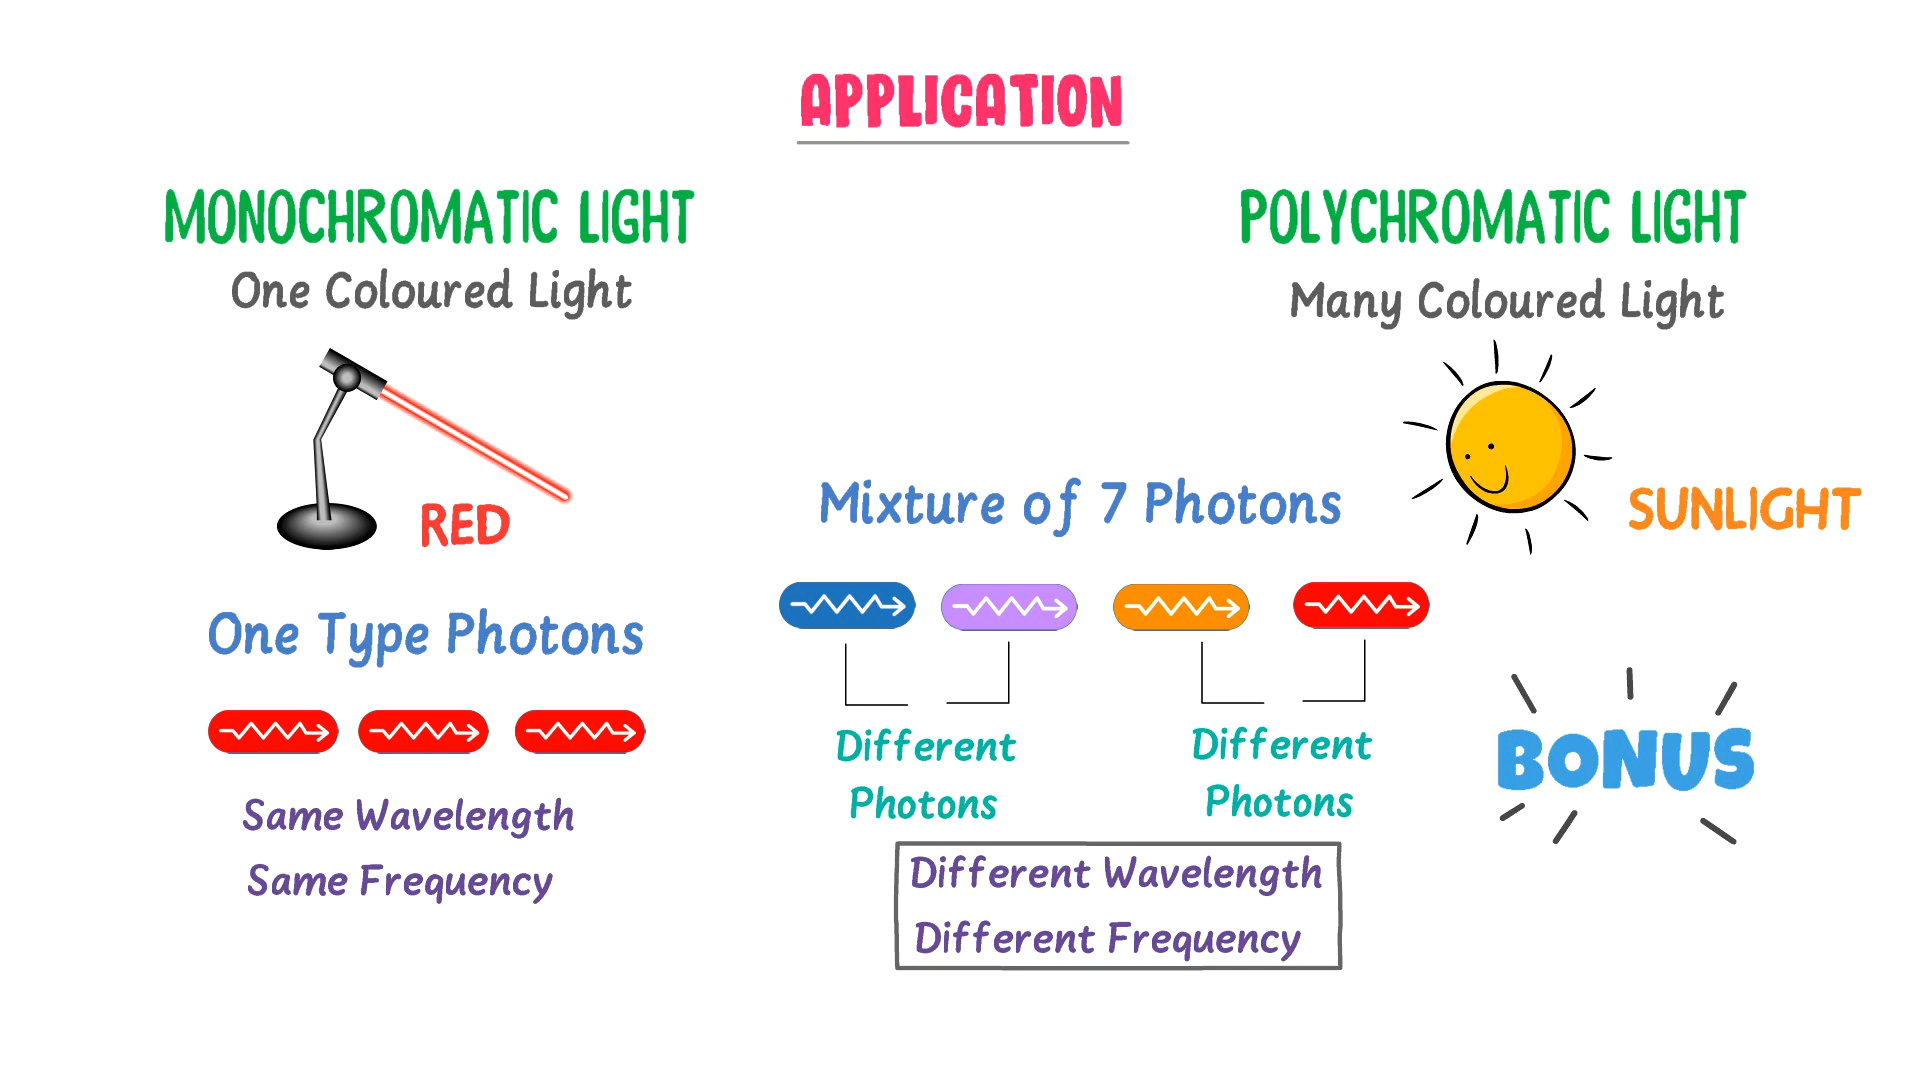 APPLICATION
MONOCHROMATIC LIGHT
One Coloured Light
RED
One Type Photons
Same Wavelength
Same Frequency
POLYCHROMATIC LIGHT
Many Coloured Light
SUNLIGHT
Mixture of 7 Photons
Different
Photons
Different
Photons
Different Wavelength
Different Frequency
BONUS